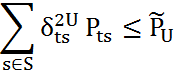 ∑_{s∈S} δ_{ts}^{2U} P_{ts} ≤ P̃_U